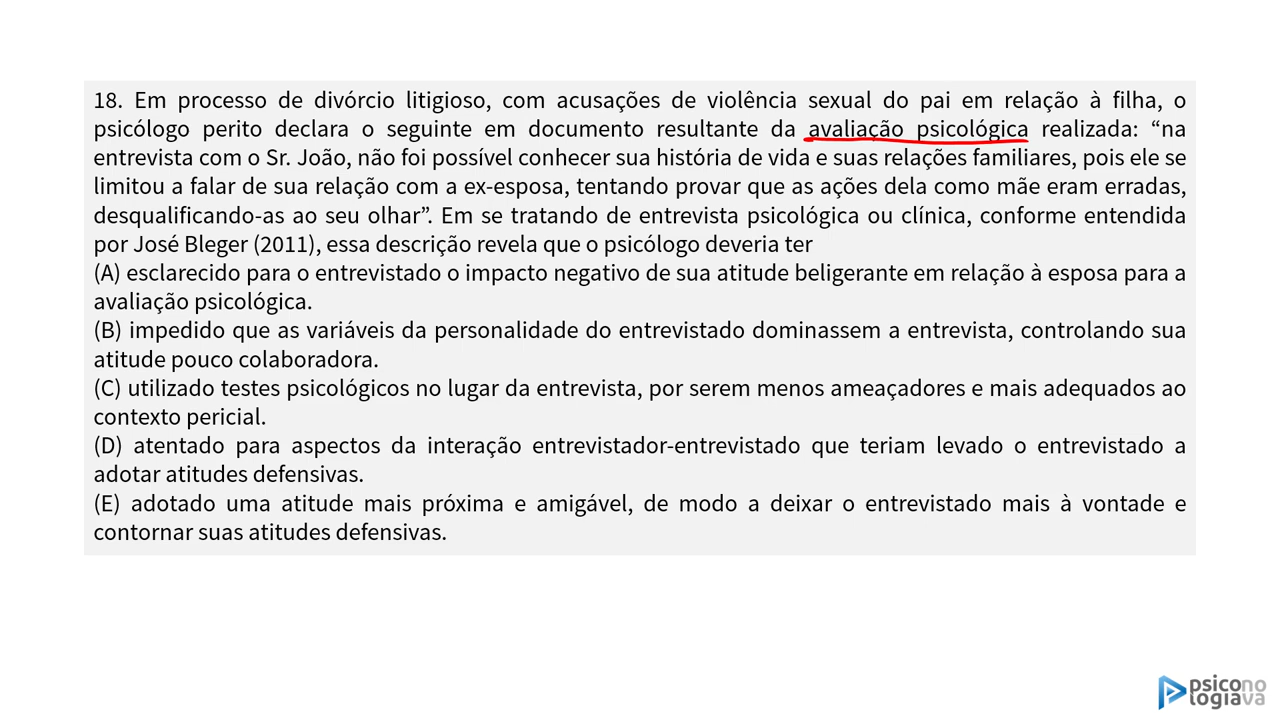 18. Em processo de divórcio litigioso, com acusações de violência sexual do pai em relação à filha, o
psicólogo perito declara o seguinte em documento resultante da avaliação psicológica realizada: “na
entrevista com o Sr. João, não foi possível conhecer sua história de vida e suas relações familiares, pois ele se
limitou a falar de sua relação com a ex-esposa, tentando provar que as ações dela como mãe eram erradas,
desqualificando-as ao seu olhar”. Em se tratando de entrevista psicológica ou clínica, conforme entendida
por José Bleger (2011), essa descrição revela que o psicólogo deveria ter
(A) esclarecido para o entrevistado o impacto negativo de sua atitude beligerante em relação à esposa para a
avaliação psicológica.
(B) impedido que as variáveis da personalidade do entrevistado dominassem a entrevista, controlando sua
atitude pouco colaboradora.
(C) utilizado testes psicológicos no lugar da entrevista, por serem menos ameaçadores e mais adequados ao
contexto pericial.
(D) atentado para aspectos da interação entrevistador-entrevistado que teriam levado o entrevistado a
adotar atitudes defensivas.
(E) adotado uma atitude mais próxima e amigável, de modo a deixar o entrevistado mais à vontade e
contornar suas atitudes defensivas.
psicono
logiava